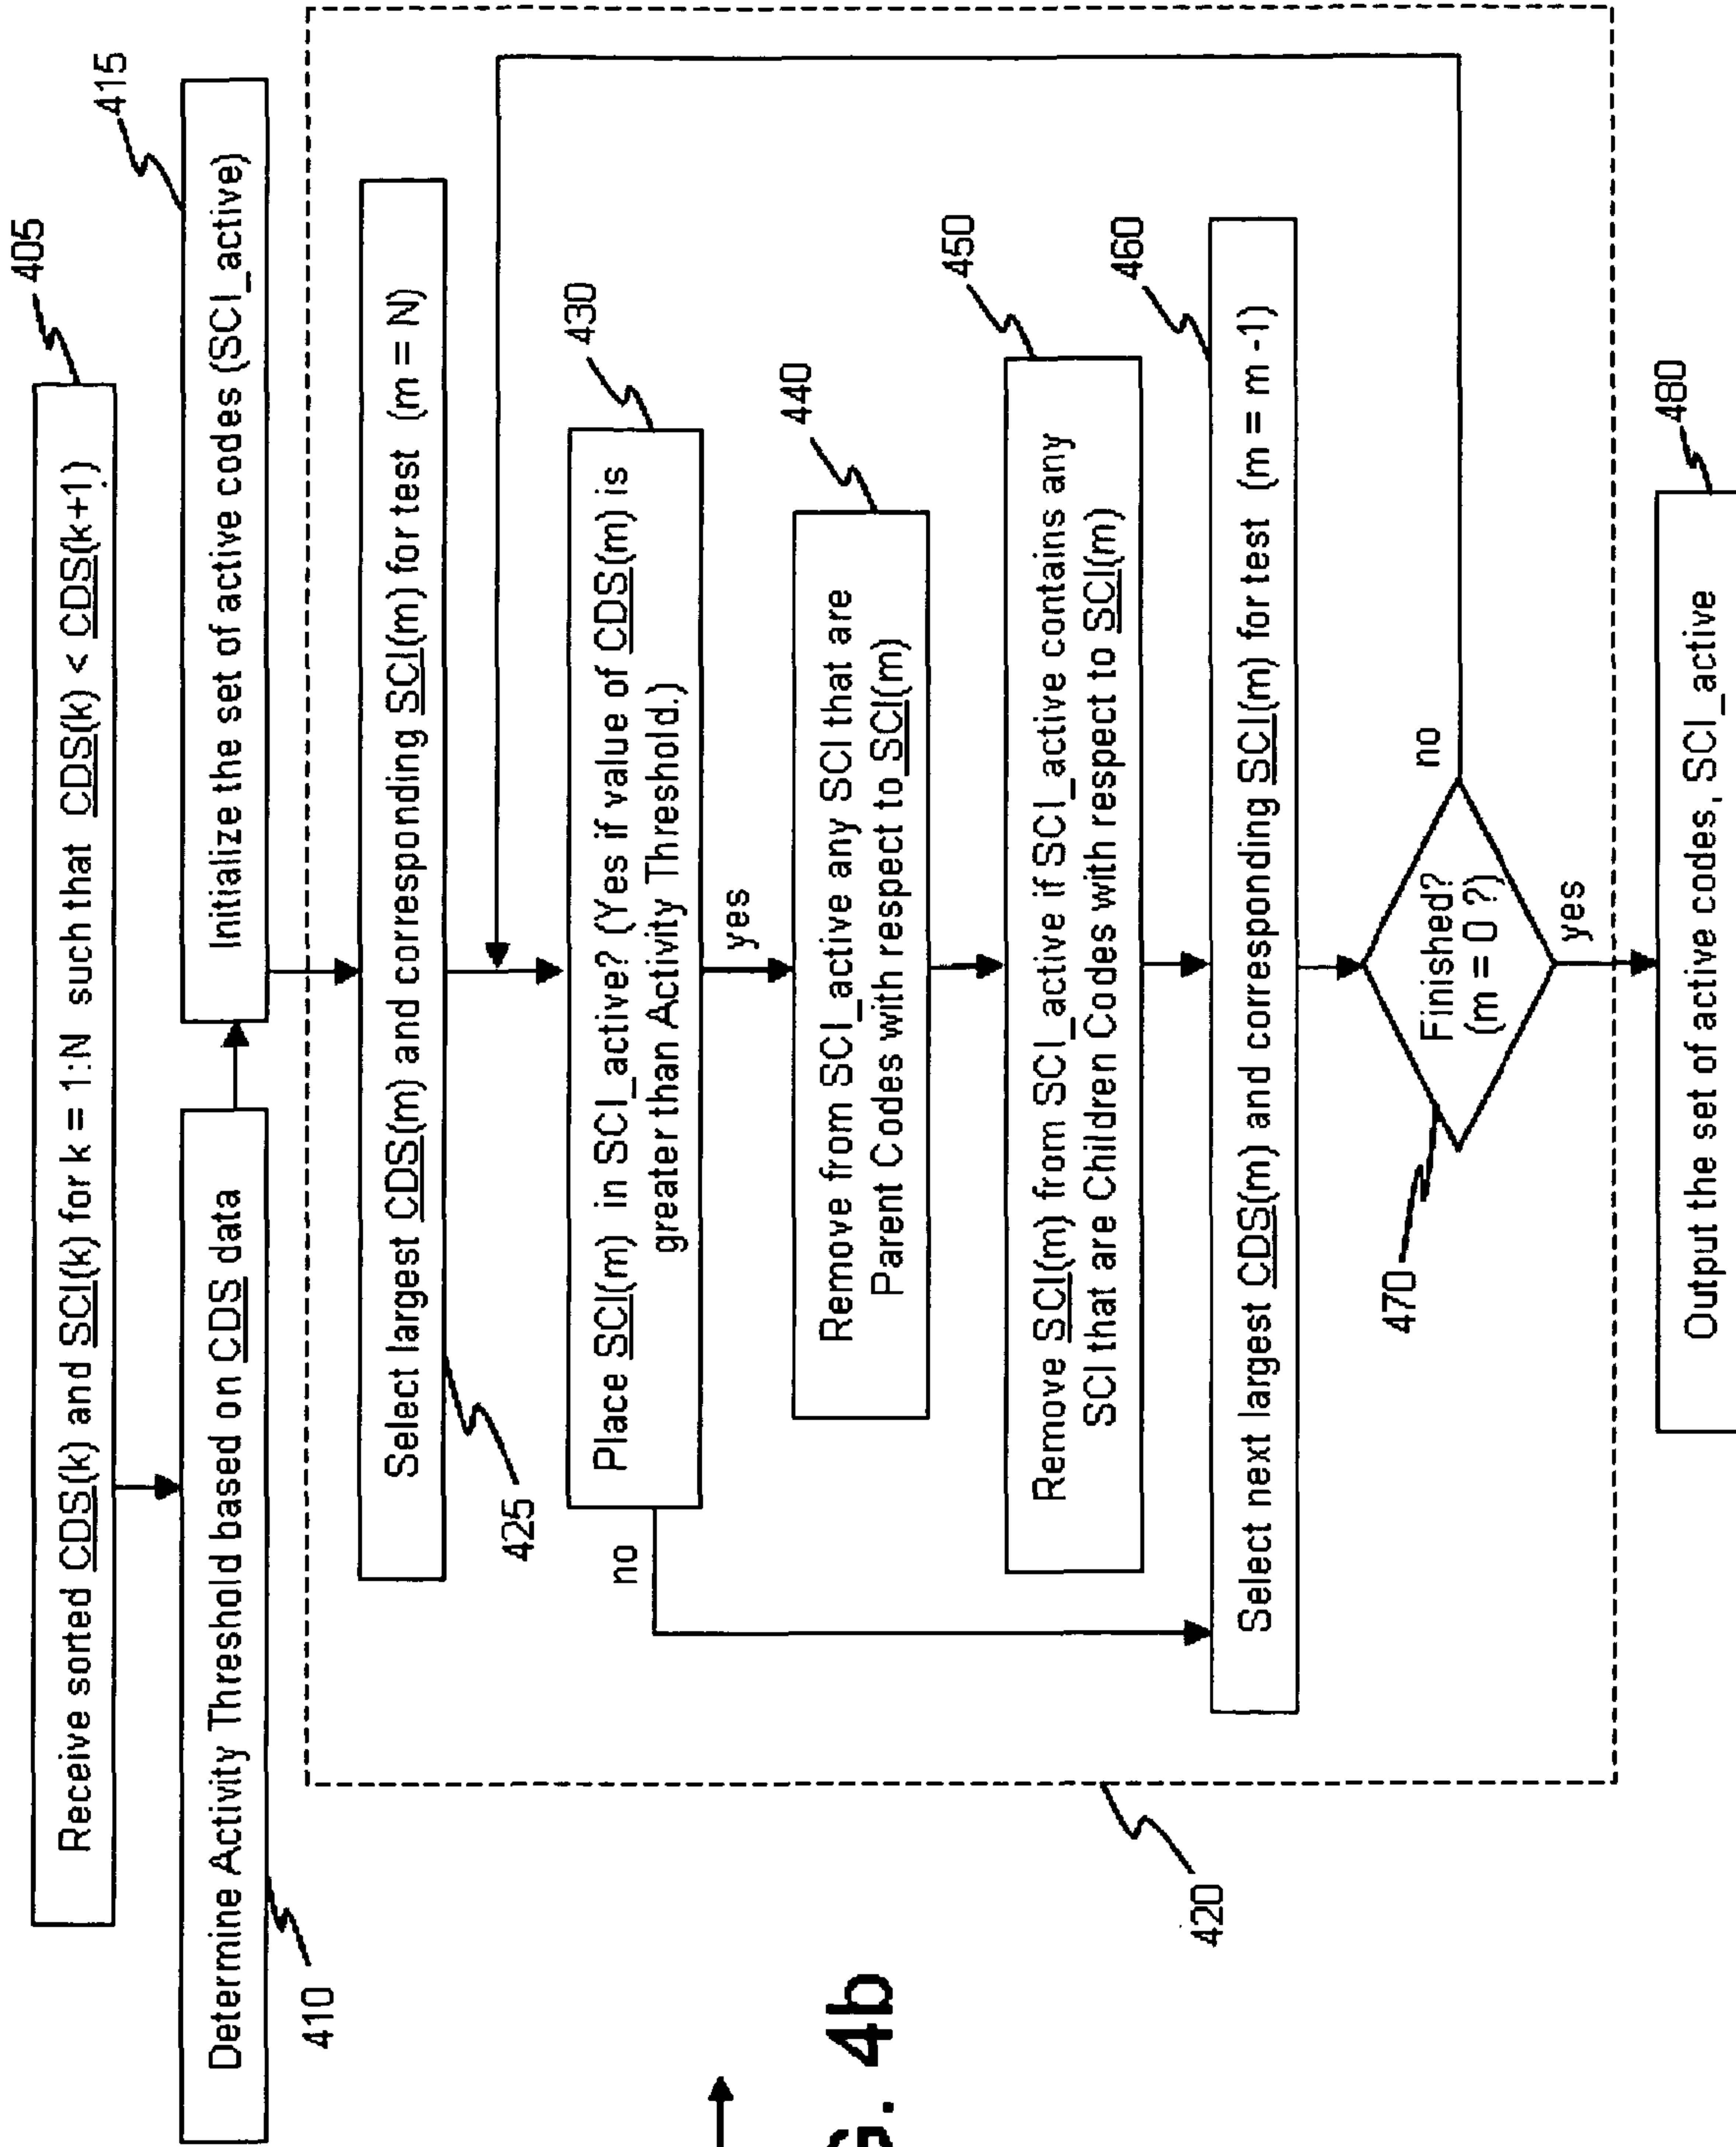 405
Receive sorted CDS(k) and SCI(k) for k = 1:N such that CDS(k) < CDS(k+1)
Determine Activity Threshold based on CDS data
410
415
Initialize the set of active codes (SCI_active)
Select largest CDS(m) and corresponding SCI(m) for test (m = N)
425
430
Place SCI(m) in SCI_active? (Yes if value of CDS(m) is
greater than Activity Threshold.)
no
yes
440
Remove from SCI_active any SCI that are
Parent Codes with respect to SCI(m)
450
Remove SCI(m) from SCI_active if SCI_active contains any
SCI that are Children Codes with respect to SCI(m)
460
Select next largest CDS(m) and corresponding SCI(m) for test (m = m -1)
470
Finished?
(m = 0 ?)
no
yes
420
480
Output the set of active codes, SCI_active
G. 4b